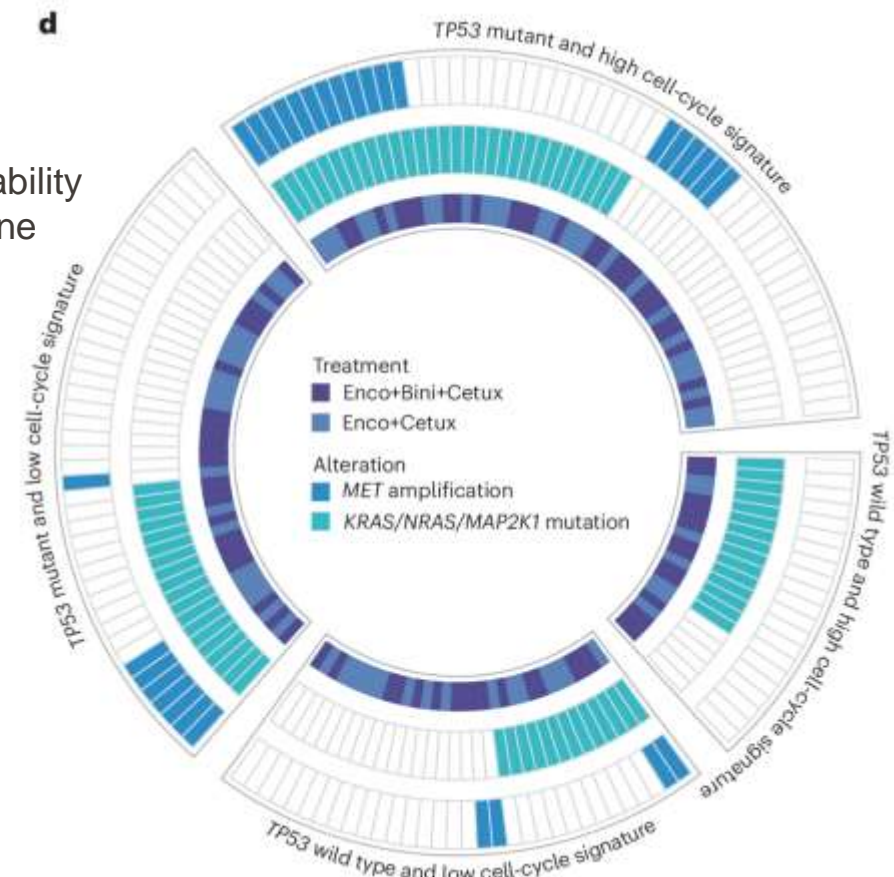 d
TP53 mutant and high cell-cycle signature
ability
ne
TP53 mutant and low cell-cycle signature
Treatment
Enco+Bini+Cetux
Enco+Cetux
Alteration
MET amplification
KRAS/NRAS/MAP2K1 mutation
TP53 wild type and high cell-cycle signature
TP53 wild type and low cell-cycle signature